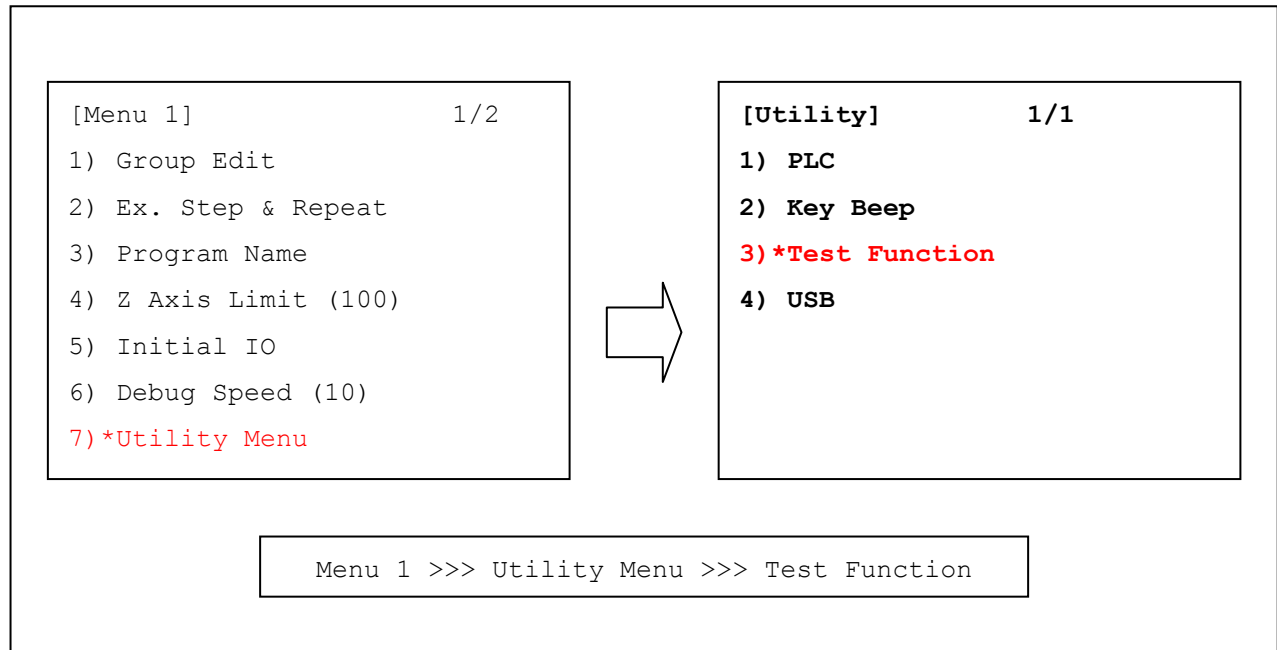 [Menu 1] 1/2
1) Group Edit
2) Ex. Step & Repeat
3) Program Name
4) Z Axis Limit (100)
5) Initial IO
6) Debug Speed (10)
7)*Utility Menu
[Utility] 1/1
1) PLC
2) Key Beep
3)*Test Function
4) USB
Menu 1 >>> Utility Menu >>> Test Function